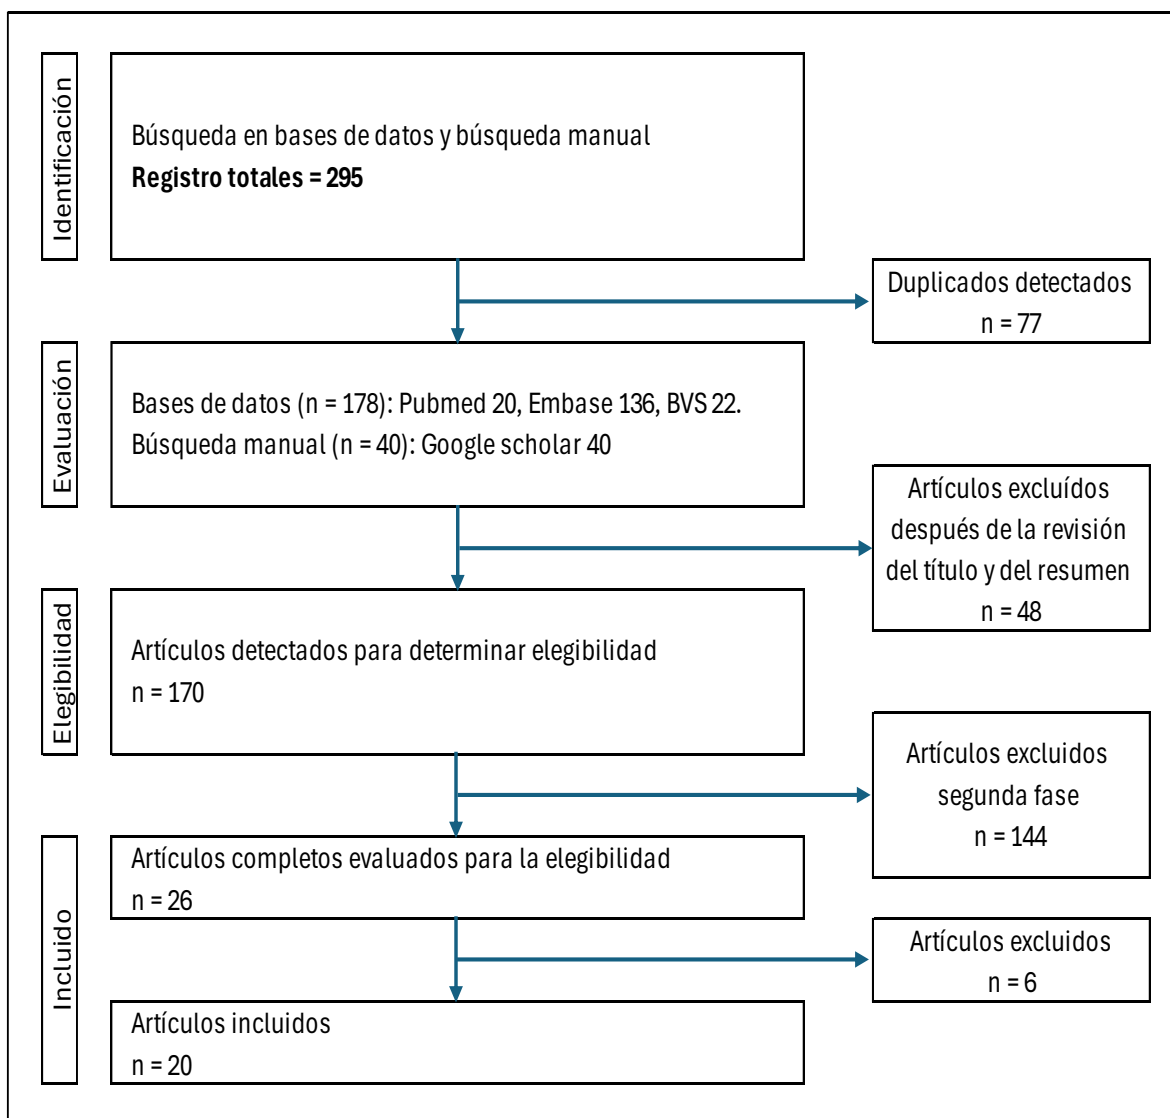 Identificación
Búsqueda en bases de datos y búsqueda manual
Registro totales = 295
Duplicados detectados
n = 77
Evaluación
Bases de datos (n = 178): Pubmed 20, Embase 136, BVS 22.
Búsqueda manual (n = 40): Google scholar 40
Artículos excluídos
después de la revisión
del título y del resumen
n = 48
Elegibilidad
Artículos detectados para determinar elegibilidad
n = 170
Artículos excluidos
segunda fase
n = 144
Incluido
Artículos completos evaluados para la elegibilidad
n = 26
Artículos excluidos
n = 6
Artículos incluidos
n = 20